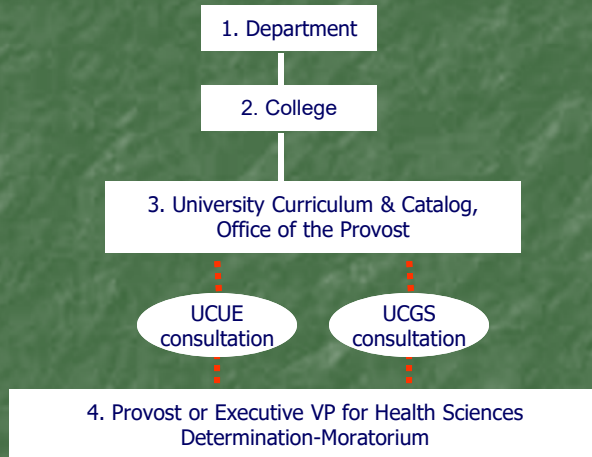 1. Department
2. College
3. University Curriculum & Catalog,
Office of the Provost
UCUE
consultation
UCGS
consultation
4. Provost or Executive VP for Health Sciences
Determination-Moratorium